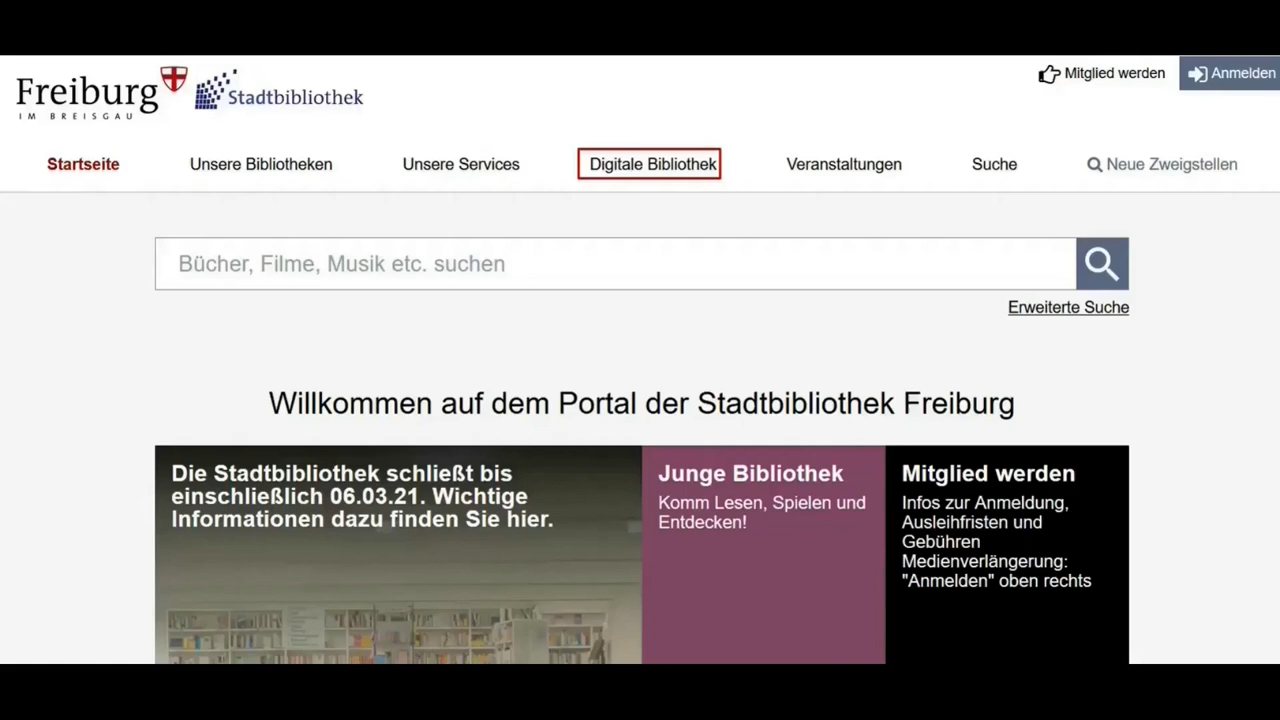 Freiburg
IM BREISGAU
Stadtbibliothek
Mitglied werden
Anmelden
Startseite
Unsere Bibliotheken
Unsere Services
Digitale Bibliothek
Veranstaltungen
Suche
Neue Zweigstellen
Bücher, Filme, Musik etc. suchen
Erweiterte Suche
Willkommen auf dem Portal der Stadtbibliothek Freiburg
Die Stadtbibliothek schließt bis
einschließlich 06.03.21. Wichtige
Informationen dazu finden Sie hier.
Junge Bibliothek
Komm Lesen, Spielen und
Entdecken!
Mitglied werden
Infos zur Anmeldung,
Ausleihfristen und
Gebühren
Medienverlängerung:
"Anmelden" oben rechts